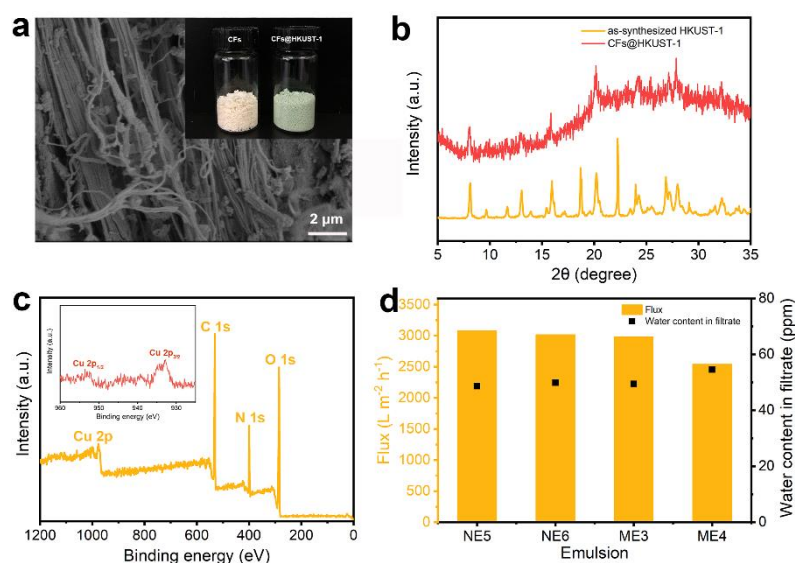 a
CFs
CFs@HKUST-1
2 μm
b
as-synthesized HKUST-1
CFs@HKUST-1
Intensity (a.u.)
5
10
15
20
25
30
35
2θ (degree)
c
Intensity (a.u.)
Cu 2p
C 1s
N 1s
O 1s
1200
1000
800
600
400
200
0
Binding energy (eV)
Cu 2p1/2
Cu 2p3/2
960
950
940
930
Binding energy (eV)
d
Flux
Water content in filtrate
Flux (L m-2 h-1)
3500
3000
2500
2000
1500
1000
500
0
80
60
40
20
0
Water content in filtrate (ppm)
NE5
NE6
ME3
ME4
Emulsion